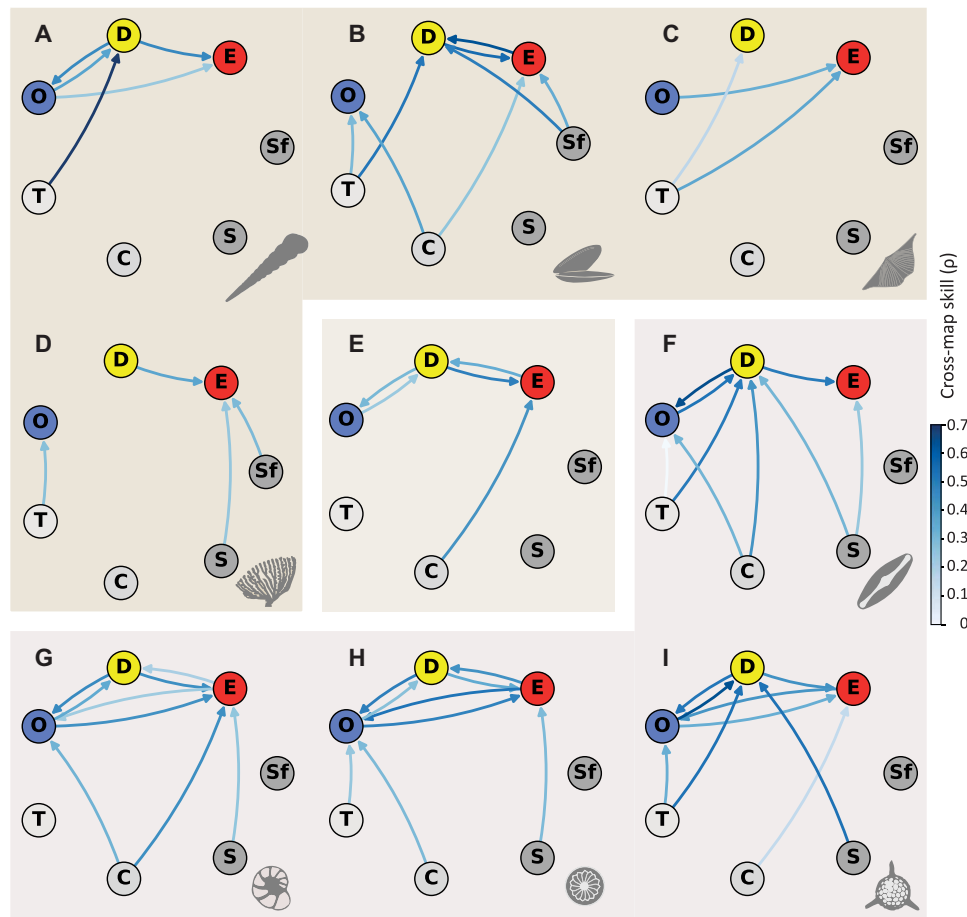 A
D
E
O
Sf
T
S
C
B
D
E
O
Sf
T
S
C
C
D
E
O
Sf
T
S
C
D
D
E
O
Sf
T
S
C
E
D
E
O
Sf
T
S
C
F
D
E
O
Sf
T
S
C
G
D
E
O
Sf
T
S
C
H
D
E
O
Sf
T
S
C
I
D
E
O
Sf
T
S
C
Cross-map skill (ρ)
0.7
0.6
0.5
0.4
0.3
0.2
0.1
0